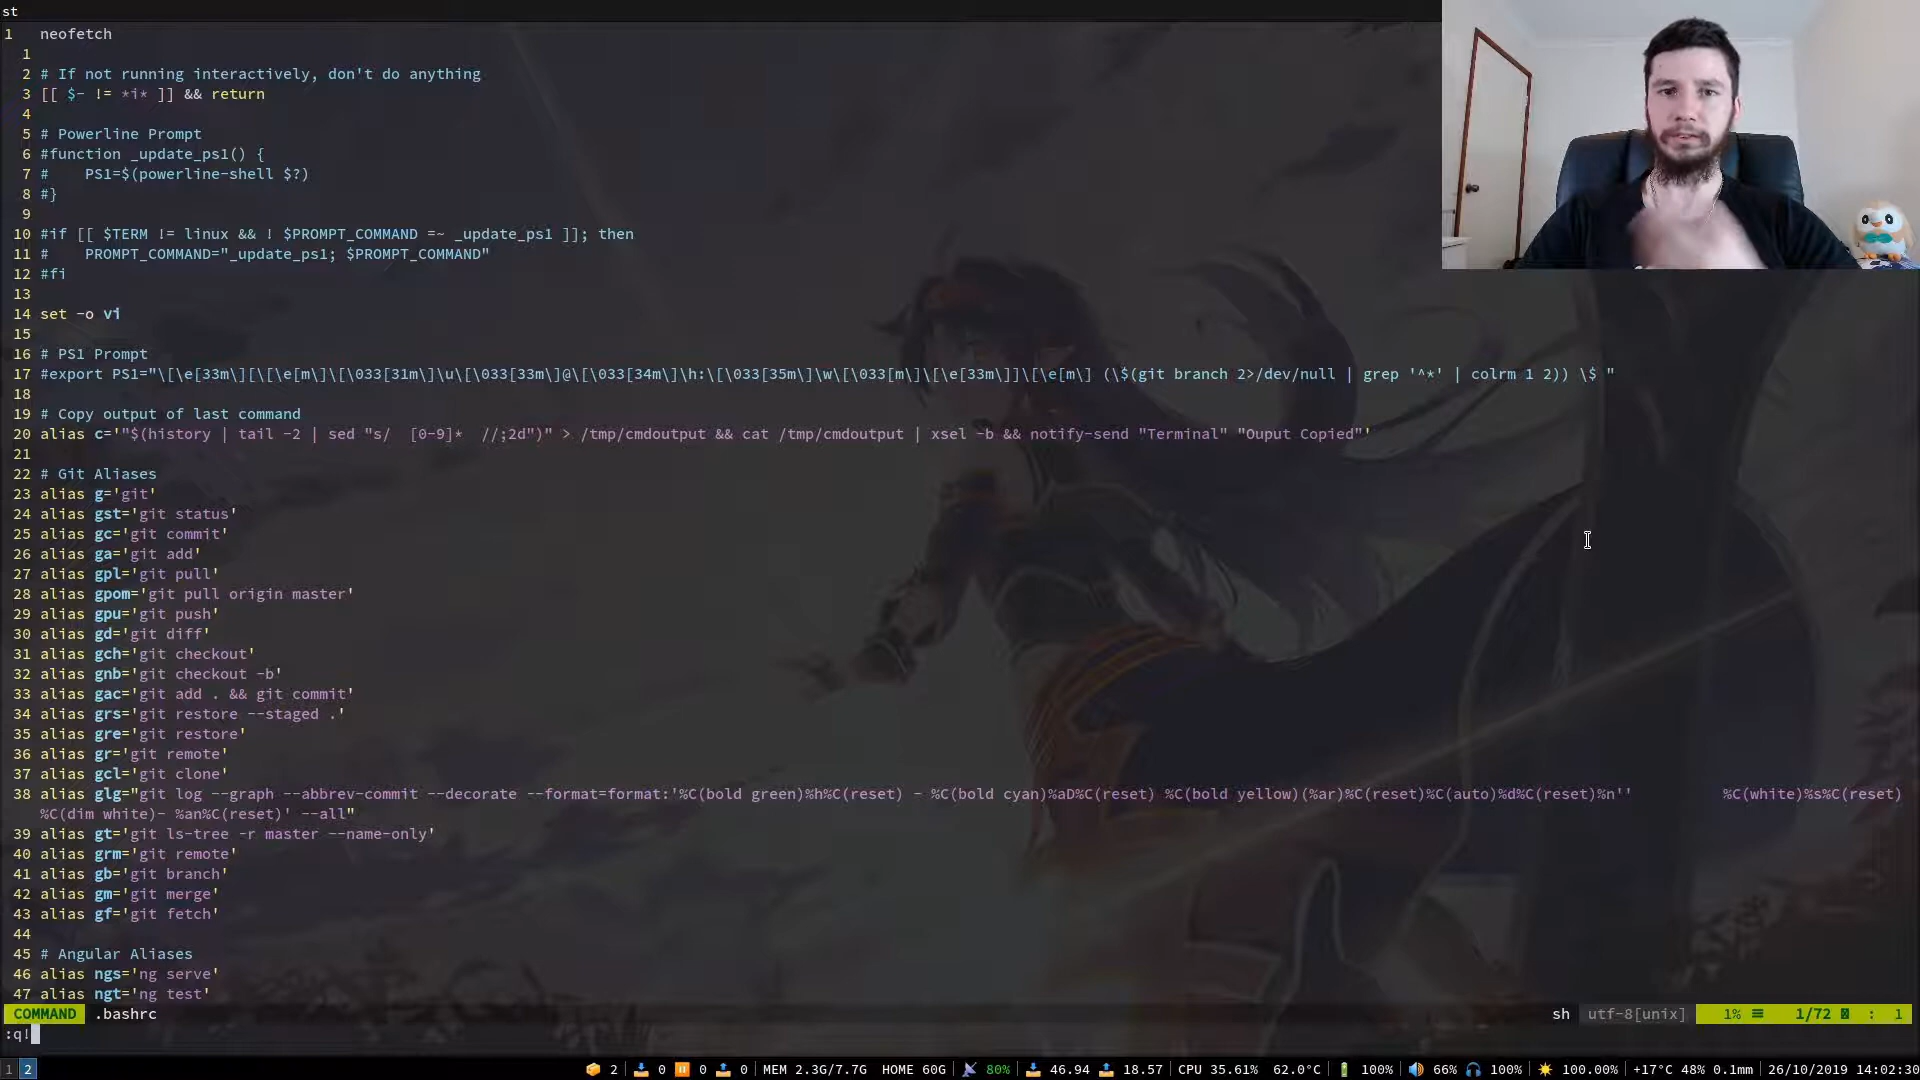 st
1 neofetch
1
2 # If not running interactively, don't do anything
3 [[ $- != *i* ]] && return
4
5 # Powerline Prompt
6 #function _update_ps1() {
7 #    PS1=$(powerline-shell $?)
8 #}
9
10 #if [[ $TERM != linux && ! $PROMPT_COMMAND =~ _update_ps1 ]]; then
11 #    PROMPT_COMMAND="_update_ps1; $PROMPT_COMMAND"
12 #fi
13
14 set -o vi
15
16 # PS1 Prompt
17 #export PS1="\[\e[33m\][\[\e[m\]\[\033[31m\]\u\[\033[33m\]@\[\033[34m\]\h:\[\033[35m\]\w\[\033[m\]\[\e[33m\]]\[\e[m\] (\$(git branch 2>/dev/null | grep '^*' | colrm 1 2)) \$ "
18
19 # Copy output of last command
20 alias c='"$(history | tail -2 | sed "s/  [0-9]*  //;2d")" > /tmp/cmdoutput && cat /tmp/cmdoutput | xsel -b && notify-send "Terminal" "Ouput Copied"'
21
22 # Git Aliases
23 alias g='git'
24 alias gst='git status'
25 alias gc='git commit'
26 alias ga='git add'
27 alias gpl='git pull'
28 alias gpom='git pull origin master'
29 alias gpu='git push'
30 alias gd='git diff'
31 alias gch='git checkout'
32 alias gnb='git checkout -b'
33 alias gac='git add . && git commit'
34 alias grs='git restore --staged .'
35 alias gre='git restore'
36 alias gr='git remote'
37 alias gcl='git clone'
38 alias glg="git log --graph --abbrev-commit --decorate --format=format:'%C(bold green)%h%C(reset) - %C(bold cyan)%aD%C(reset) %C(bold yellow)(%ar)%C(reset)%C(auto)%d%C(reset)%n''          %C(white)%s%C(reset)
%C(dim white)- %an%C(reset)' --all"
39 alias gt='git ls-tree -r master --name-only'
40 alias grm='git remote'
41 alias gb='git branch'
42 alias gm='git merge'
43 alias gf='git fetch'
44
45 # Angular Aliases
46 alias ngs='ng serve'
47 alias ngt='ng test'
COMMAND .bashrc sh utf-8[unix] 1% ≡ 1/72 : 1
:q!
1 2 2 0 0 0 MEM 2.3G/7.7G HOME 60G 80% 46.94 18.57 CPU 35.61% 62.0°C 100% 66% 100% 100.00% +17°C 48% 0.1mm 26/10/2019 14:02:30